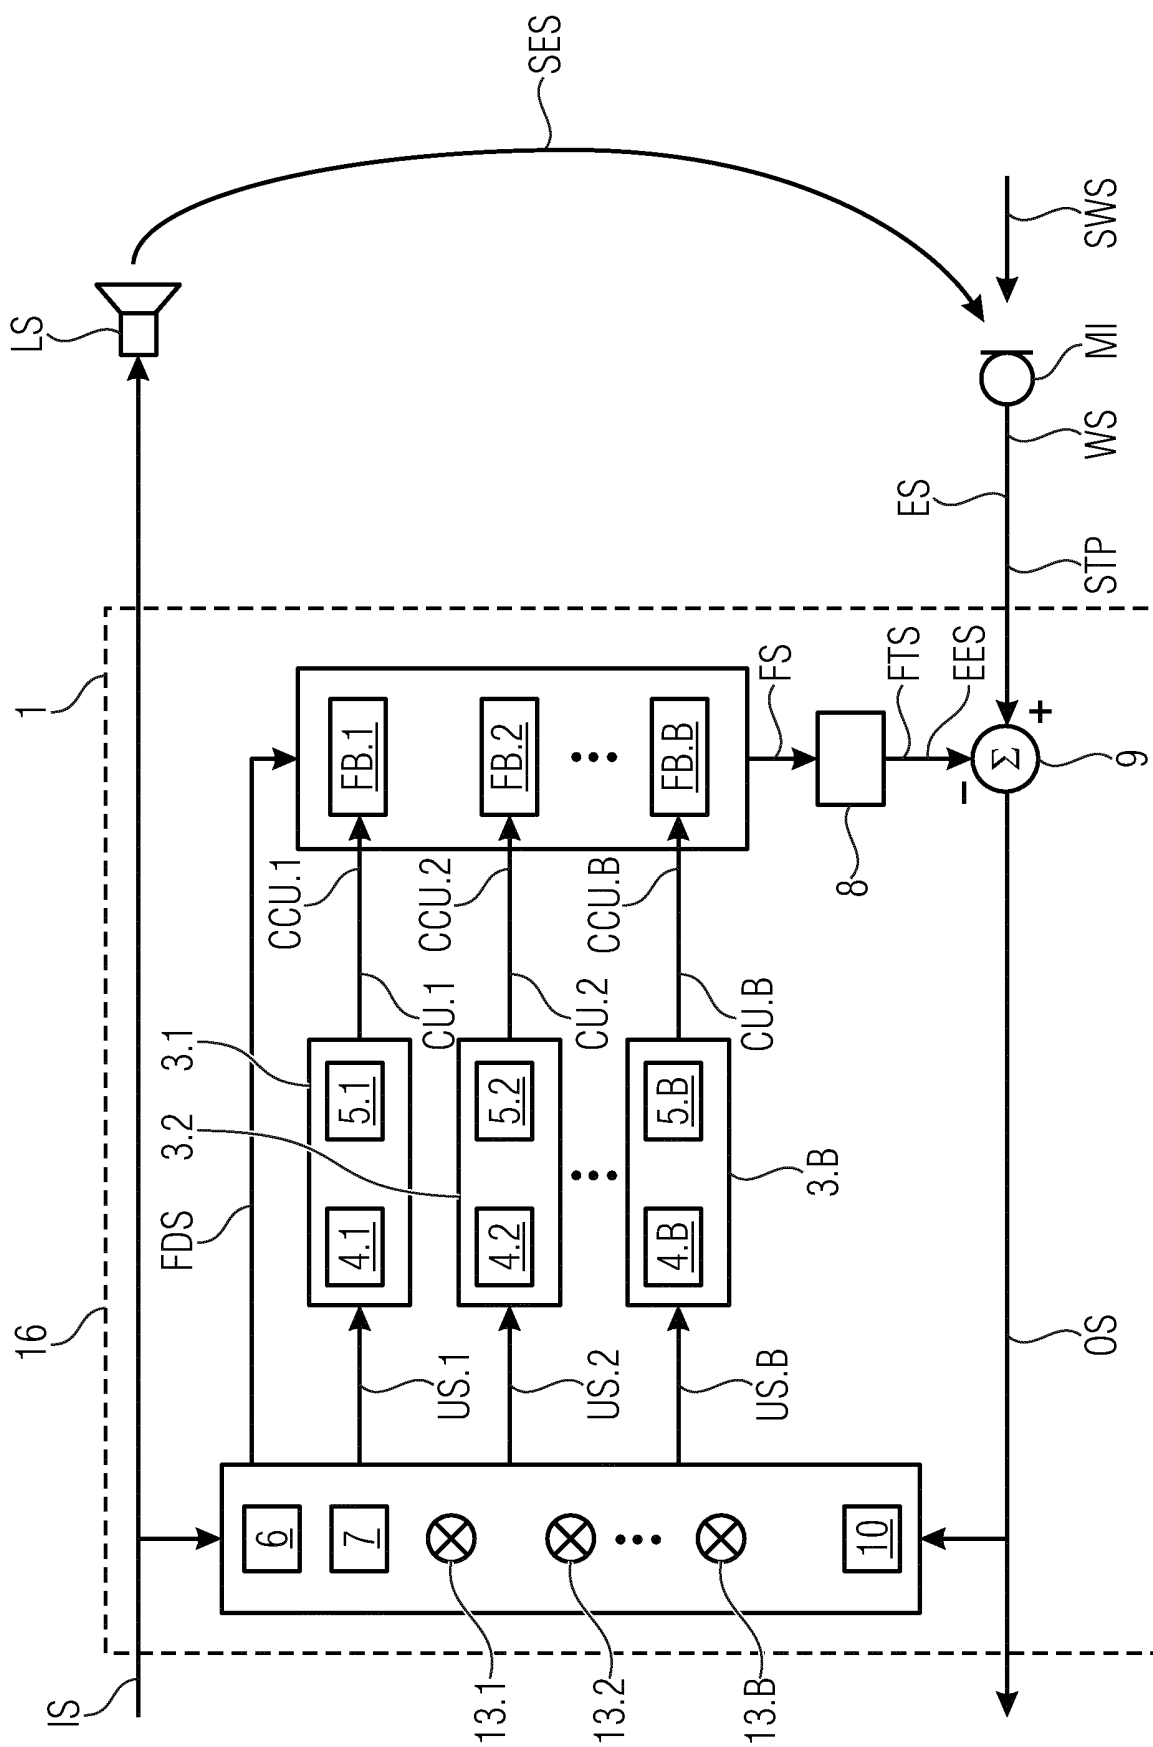 IS
16
1
LS
SES
FDS
3.2
3.1
6
7
13.1
13.2
13.B
10
US.1
US.2
US.B
4.1
5.1
4.2
5.2
4.B
5.B
3.B
CU.1
CCU.1
CU.2
CCU.2
CU.B
CCU.B
FB.1
FB.2
FB.B
FS
8
FTS
EES
−
+
Σ
9
OS
STP
ES
WS
MI
SWS